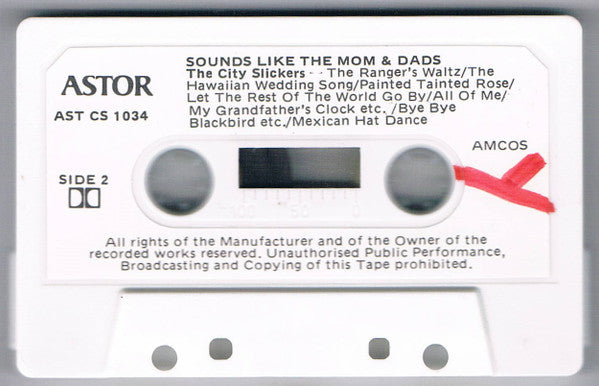 SOUNDS LIKE THE MOM & DADS
ASTOR
The City Slickers - - The Ranger's Waltz/The
Hawaiian Wedding Song/Painted Tainted Rose/
Let The Rest Of The World Go By/All Of Me/
My Grandfather's Clock etc. /Bye Bye
Blackbird etc./Mexican Hat Dance
AST CS 1034
AMCOS
SIDE 2
100 50 0
All rights of the Manufacturer and of the Owner of the
recorded works reserved. Unauthorised Public Performance,
Broadcasting and Copying of this Tape prohibited.